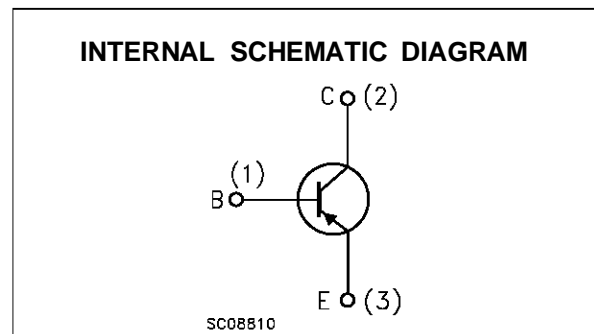 INTERNAL SCHEMATIC DIAGRAM
C (2)
(1)
B
E (3)
SC08810